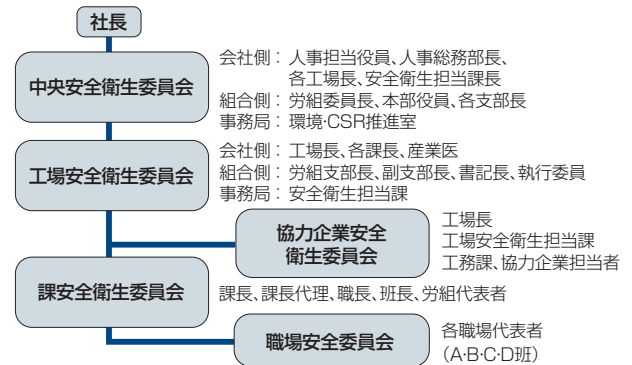 社長
中央安全衛生委員会
会社側：人事担当役員、人事総務部長、
各工場長、安全衛生担当課長
組合側：労組委員長、本部役員、各支部長
事務局：環境・CSR推進室
工場安全衛生委員会
会社側：工場長、各課長、産業医
組合側：労組支部長、副支部長、書記長、執行委員
事務局：安全衛生担当課
協力企業安全
衛生委員会
工場長
工場安全衛生担当課
工務課、協力企業担当者
課安全衛生委員会
課長、課長代理、職長、班長、労組代表者
職場安全委員会
各職場代表者
（A・B・C・D班）